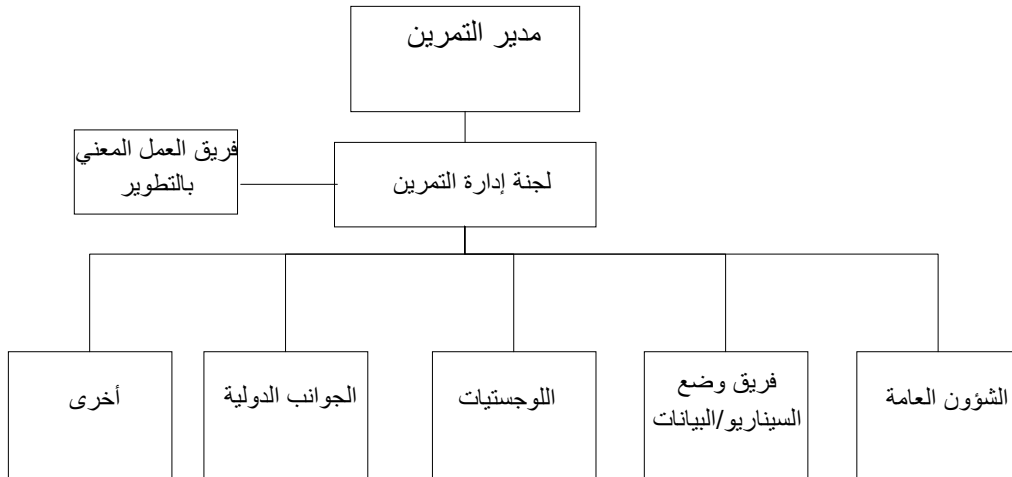 مدير التمرين
فريق العمل المعني
بالتطوير
لجنة إدارة التمرين
الشؤون العامة
فريق وضع
السيناريو/البيانات
اللوجستيات
الجوانب الدولية
أخرى